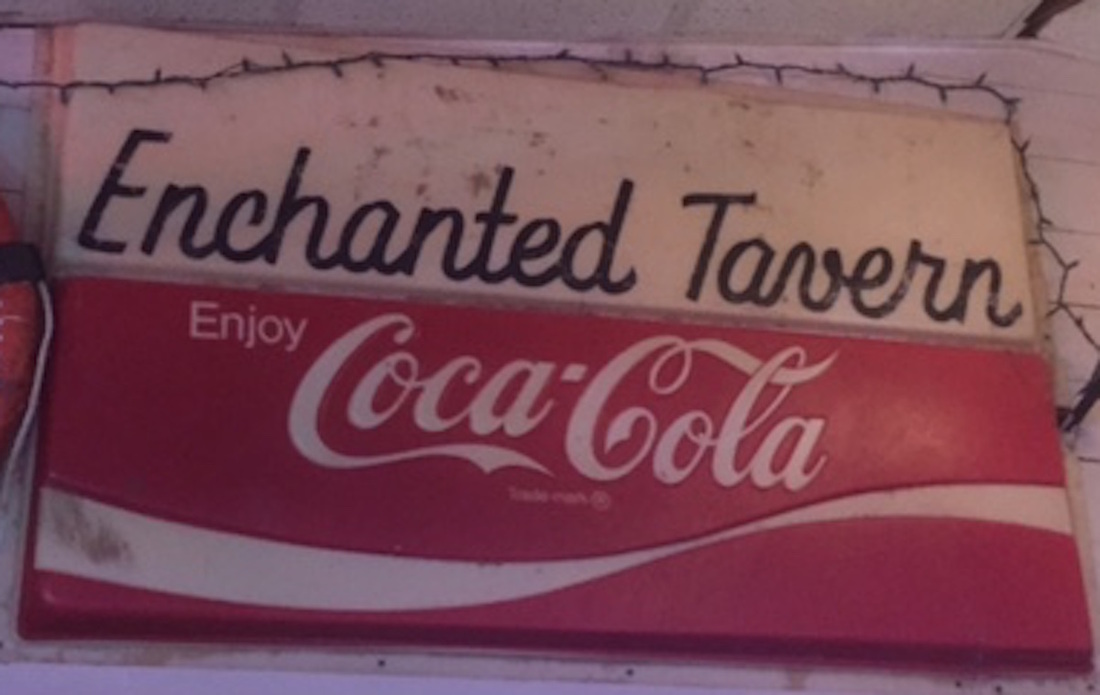 Enchanted Tavern
Enjoy
Coca-Cola
Trade-mark ®